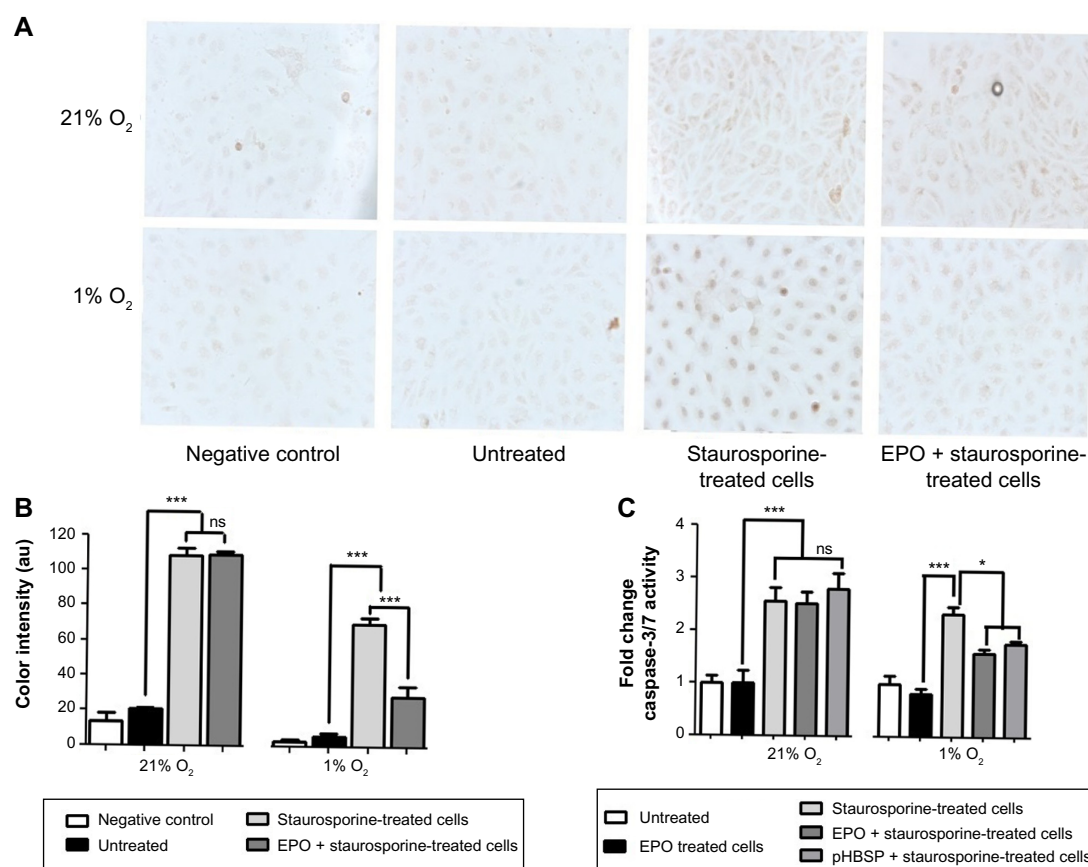 A
21% O2
1% O2
Negative control
Untreated
Staurosporine-
treated cells
EPO + staurosporine-
treated cells
B
Color intensity (au)
120
100
80
60
40
20
0
***
ns
***
***
21% O2
1% O2
Negative control
Untreated
Staurosporine-treated cells
EPO + staurosporine-treated cells
C
Fold change
caspase-3/7 activity
4
3
2
1
0
***
ns
***
*
21% O2
1% O2
Untreated
EPO treated cells
Staurosporine-treated cells
EPO + staurosporine-treated cells
pHBSP + staurosporine-treated cells